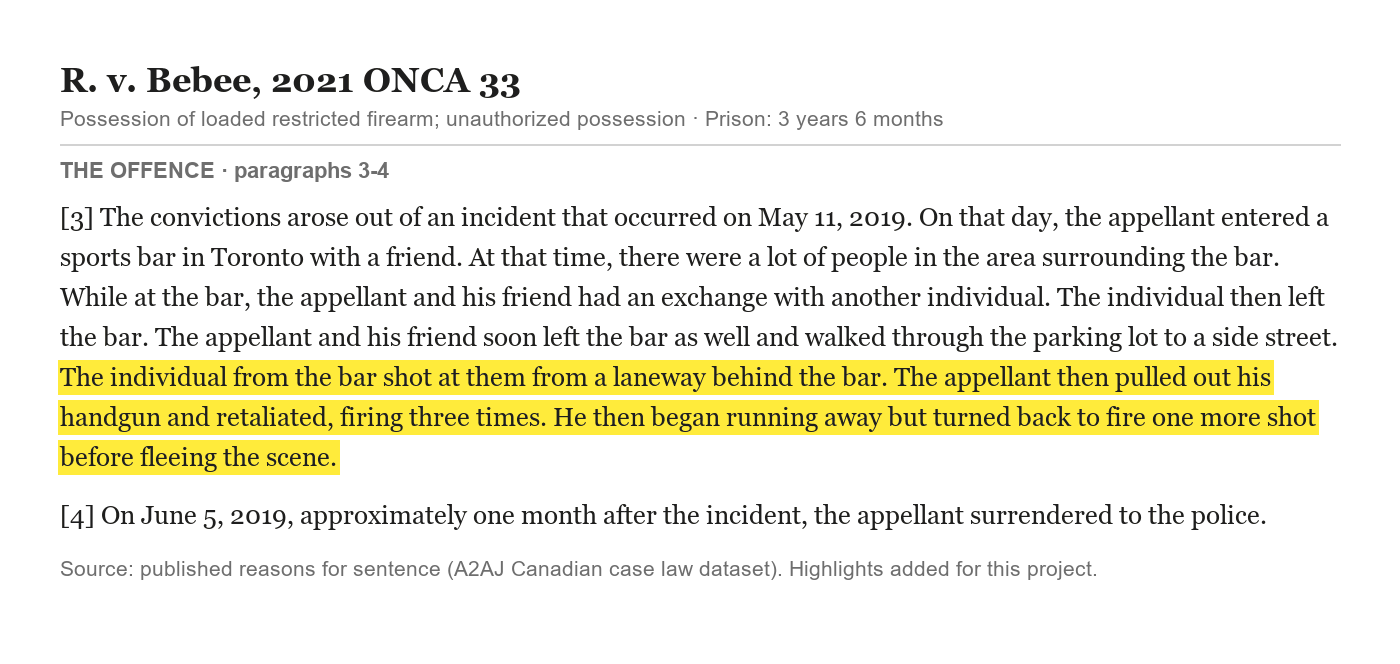 R. v. Bebee, 2021 ONCA 33
Possession of loaded restricted firearm; unauthorized possession · Prison: 3 years 6 months
THE OFFENCE · paragraphs 3-4
[3] The convictions arose out of an incident that occurred on May 11, 2019. On that day, the appellant entered a
sports bar in Toronto with a friend. At that time, there were a lot of people in the area surrounding the bar.
While at the bar, the appellant and his friend had an exchange with another individual. The individual then left
the bar. The appellant and his friend soon left the bar as well and walked through the parking lot to a side street.
The individual from the bar shot at them from a laneway behind the bar. The appellant then pulled out his
handgun and retaliated, firing three times. He then began running away but turned back to fire one more shot
before fleeing the scene.
[4] On June 5, 2019, approximately one month after the incident, the appellant surrendered to the police.
Source: published reasons for sentence (A2AJ Canadian case law dataset). Highlights added for this project.